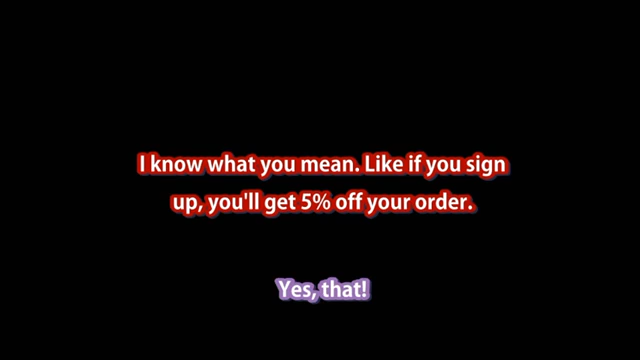 I know what you mean. Like if you sign
up, you'll get 5% off your order.
Yes, that!